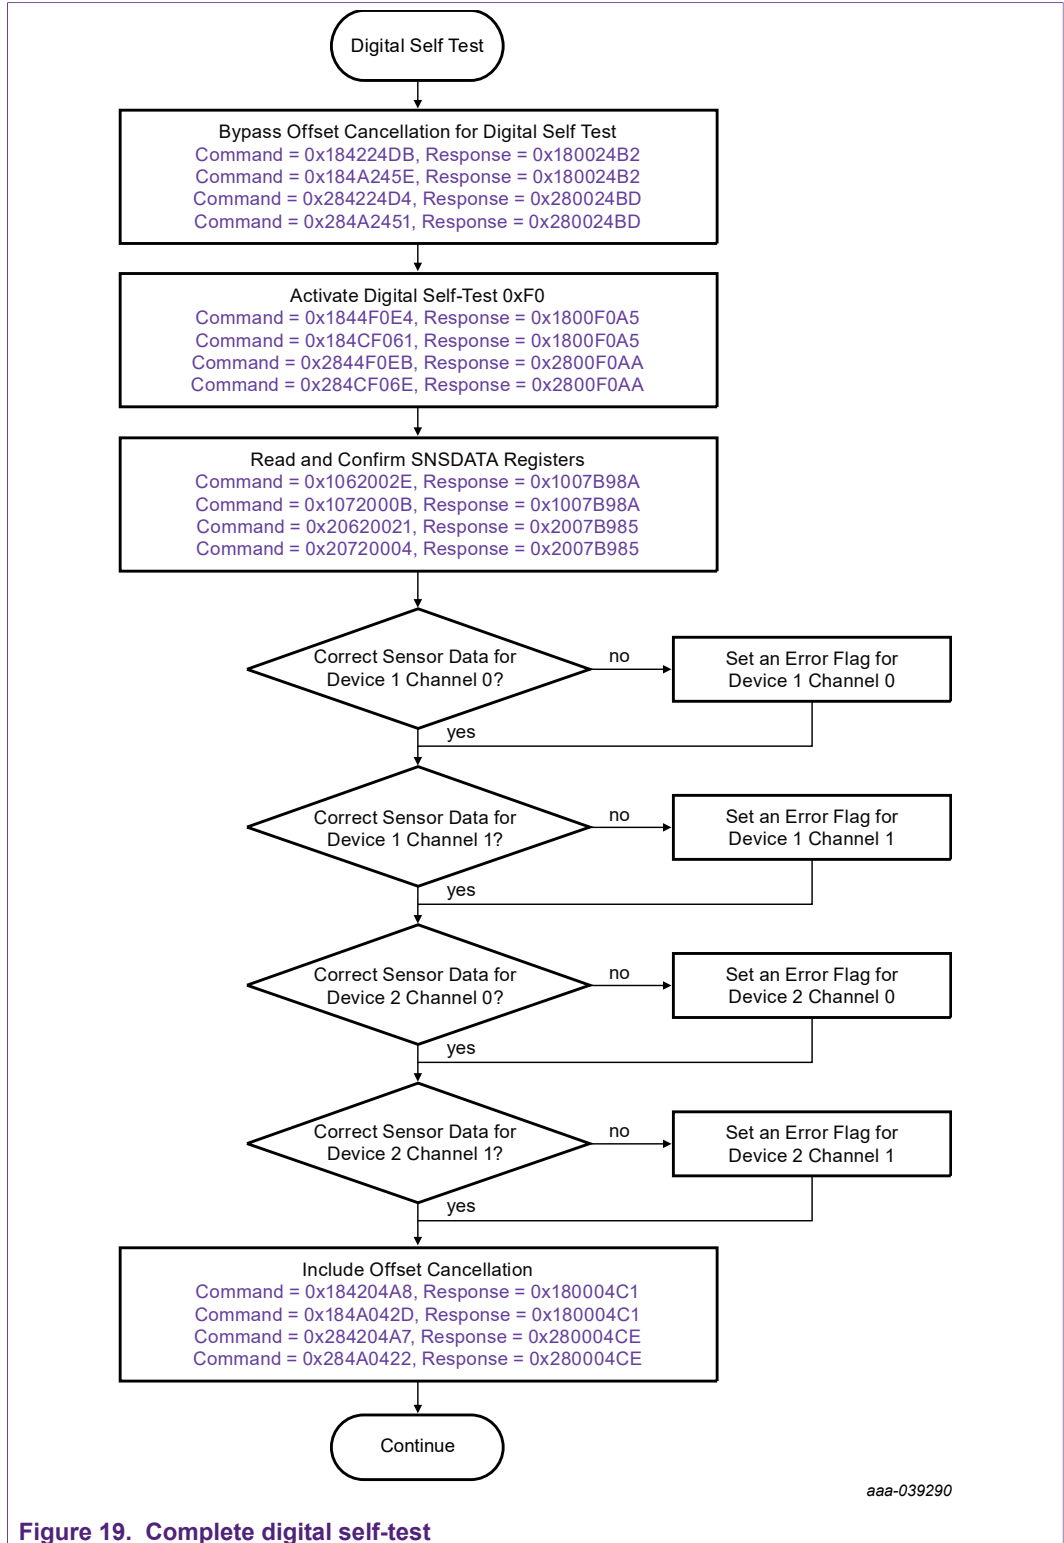 Digital Self Test
Bypass Offset Cancellation for Digital Self Test
Command = 0x184224DB, Response = 0x180024B2
Command = 0x184A245E, Response = 0x180024B2
Command = 0x284224D4, Response = 0x280024BD
Command = 0x284A2451, Response = 0x280024BD
Activate Digital Self-Test 0xF0
Command = 0x1844F0E4, Response = 0x1800F0A5
Command = 0x184CF061, Response = 0x1800F0A5
Command = 0x2844F0EB, Response = 0x2800F0AA
Command = 0x284CF06E, Response = 0x2800F0AA
Read and Confirm SNSDATA Registers
Command = 0x1062002E, Response = 0x1007B98A
Command = 0x1072000B, Response = 0x1007B98A
Command = 0x20620021, Response = 0x2007B985
Command = 0x20720004, Response = 0x2007B985
Correct Sensor Data for
Device 1 Channel 0?
no
Set an Error Flag for
Device 1 Channel 0
yes
Correct Sensor Data for
Device 1 Channel 1?
no
Set an Error Flag for
Device 1 Channel 1
yes
Correct Sensor Data for
Device 2 Channel 0?
no
Set an Error Flag for
Device 2 Channel 0
yes
Correct Sensor Data for
Device 2 Channel 1?
no
Set an Error Flag for
Device 2 Channel 1
yes
Include Offset Cancellation
Command = 0x184204A8, Response = 0x180004C1
Command = 0x184A042D, Response = 0x180004C1
Command = 0x284204A7, Response = 0x280004CE
Command = 0x284A0422, Response = 0x280004CE
Continue
aaa-039290
Figure 19. Complete digital self-test